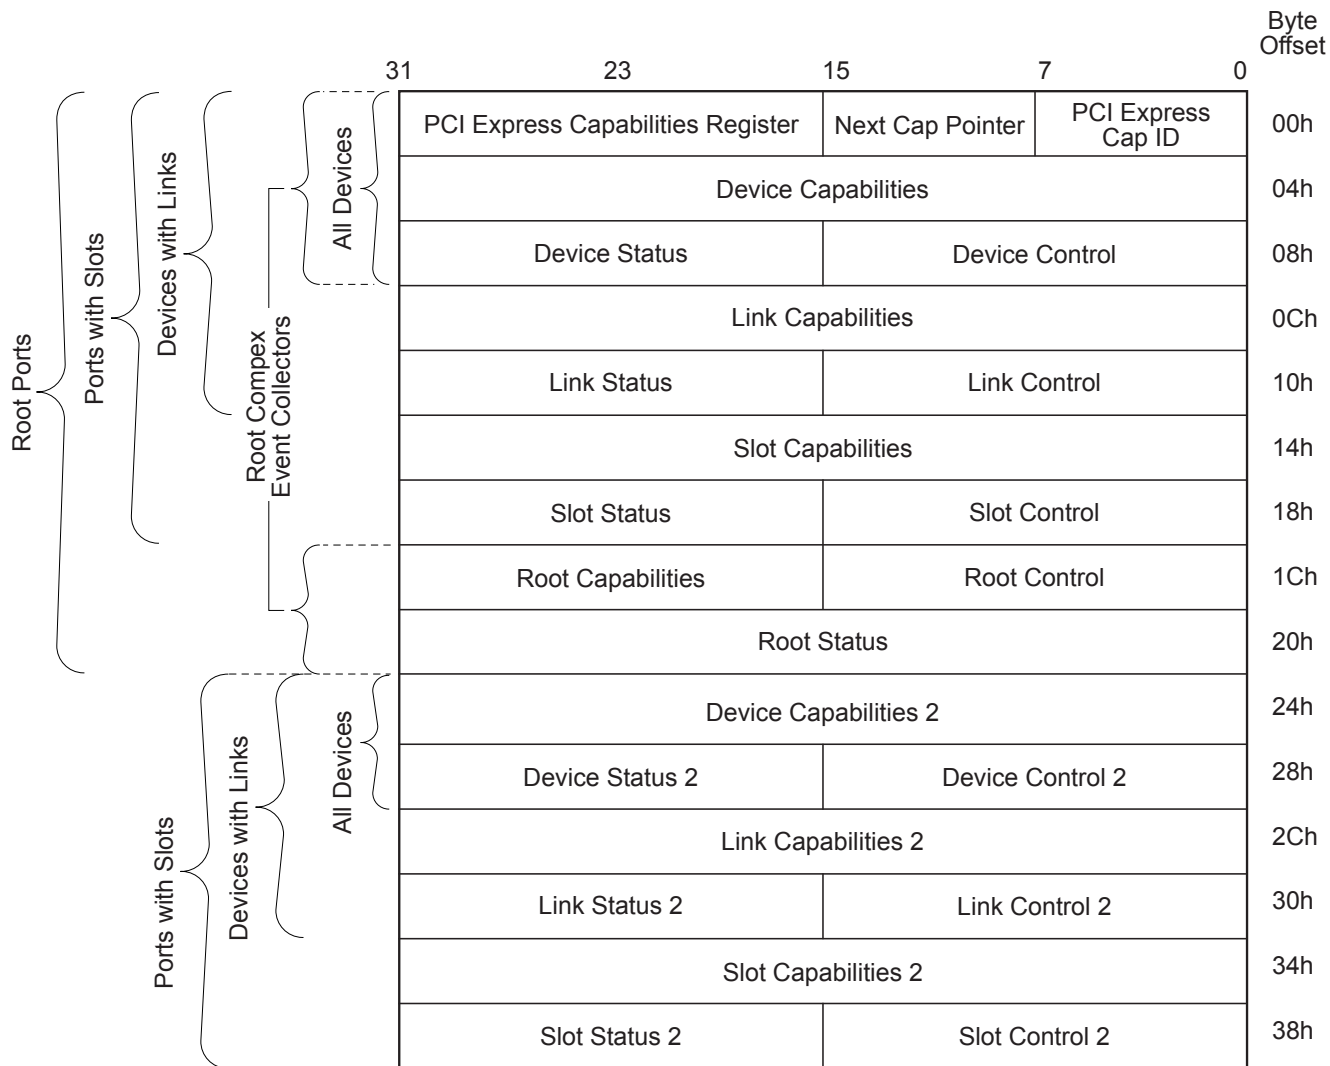 Byte
Offset
31 23 15 7 0
PCI Express Capabilities Register Next Cap Pointer PCI Express
Cap ID 00h
Device Capabilities 04h
Device Status Device Control 08h
Link Capabilities 0Ch
Link Status Link Control 10h
Slot Capabilities 14h
Slot Status Slot Control 18h
Root Capabilities Root Control 1Ch
Root Status 20h
Device Capabilities 2 24h
Device Status 2 Device Control 2 28h
Link Capabilities 2 2Ch
Link Status 2 Link Control 2 30h
Slot Capabilities 2 34h
Slot Status 2 Slot Control 2 38h
Root Ports
Ports with Slots
Devices with Links
Root Compex
Event Collectors
All Devices
Ports with Slots
Devices with Links
All Devices